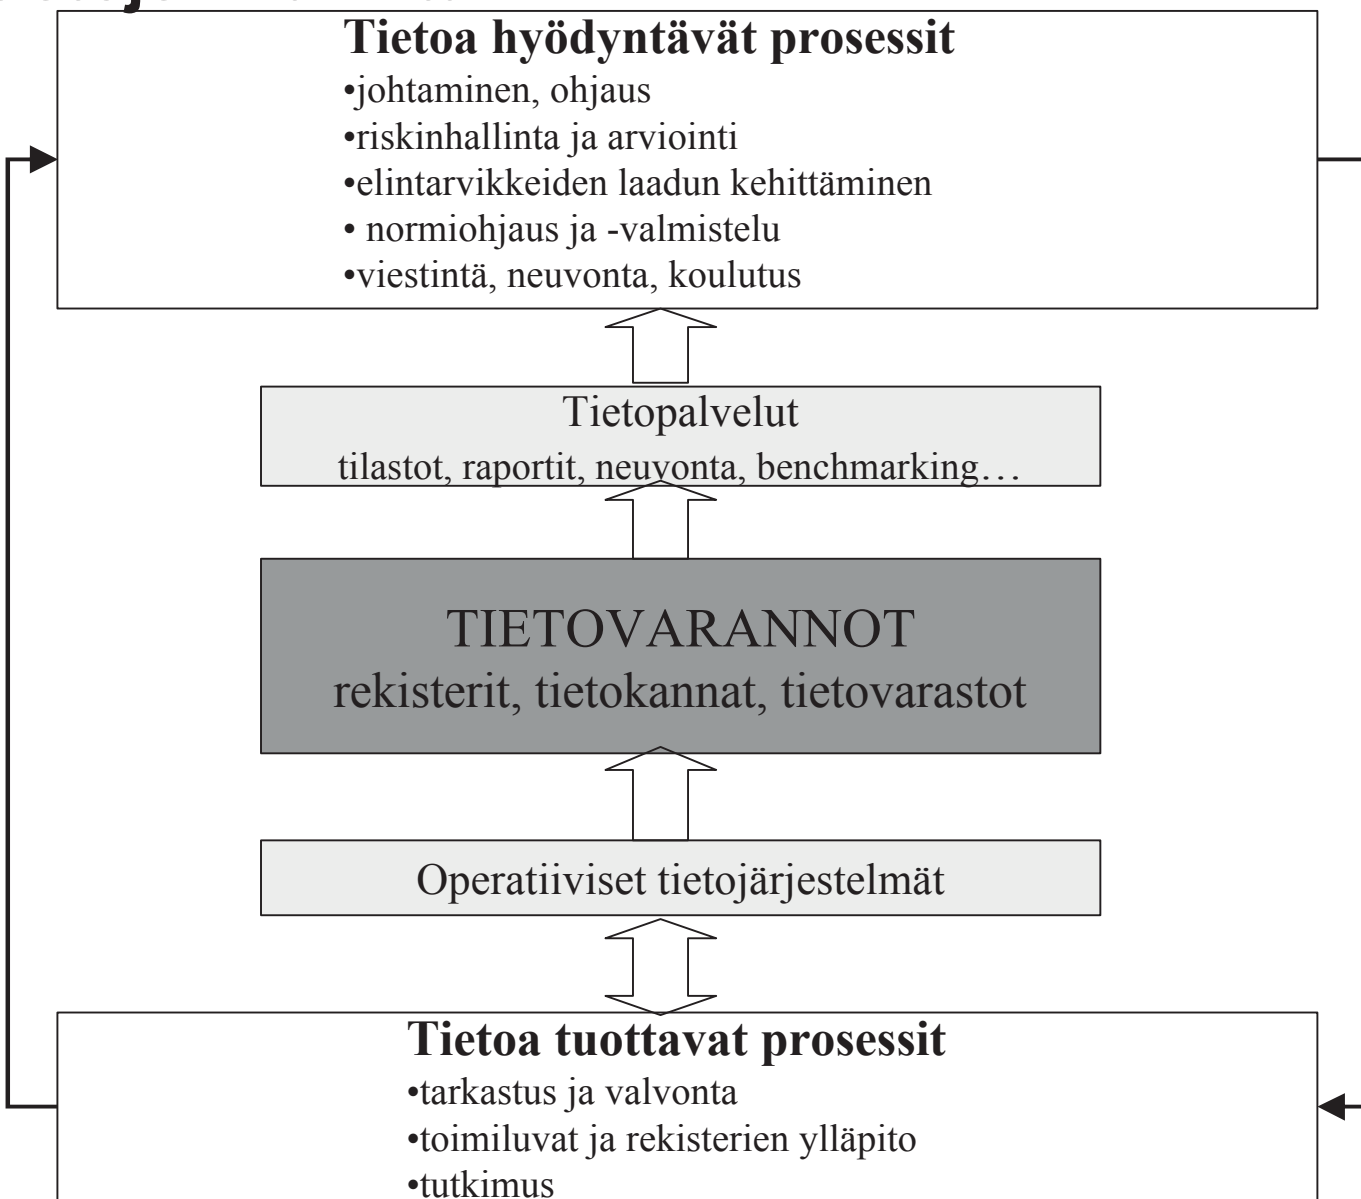 Tietoa hyödyntävät prosessit
•johtaminen, ohjaus
•riskinhallinta ja arviointi
•elintarvikkeiden laadun kehittäminen
• normiohjaus ja -valmistelu
•viestintä, neuvonta, koulutus
Tietopalvelut
tilastot, raportit, neuvonta, benchmarking…
TIETOVARANNOT
rekisterit, tietokannat, tietovarastot
Operatiiviset tietojärjestelmät
Tietoa tuottavat prosessit
•tarkastus ja valvonta
•toimiluvat ja rekisterien ylläpito
•tutkimus